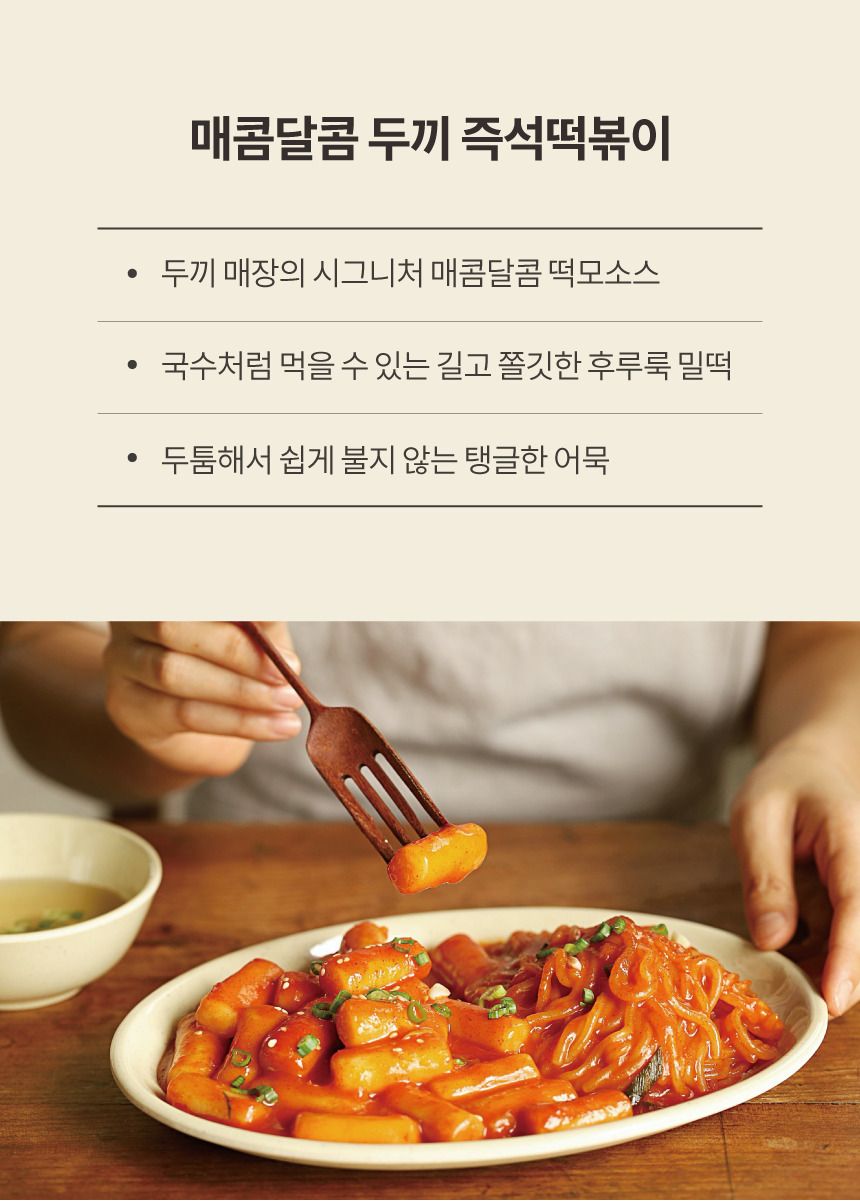 매콤달콤 두끼 즉석떡볶이
• 두끼 매장의 시그니처 매콤달콤 떡모소스
• 국수처럼 먹을 수 있는 길고 쫄깃한 후루룩 밀떡
• 두툼해서 쉽게 불지 않는 탱글한 어묵